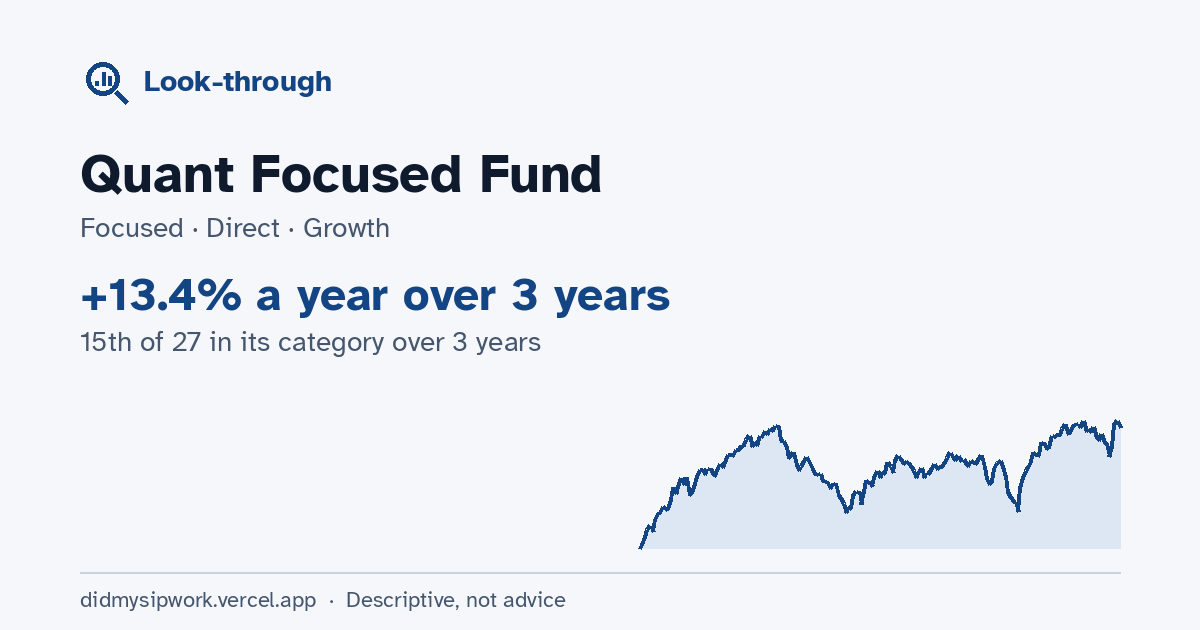 Look-through
Quant Focused Fund
Focused · Direct · Growth
+13.4% a year over 3 years
15th of 27 in its category over 3 years
didmysipwork.vercel.app · Descriptive, not advice